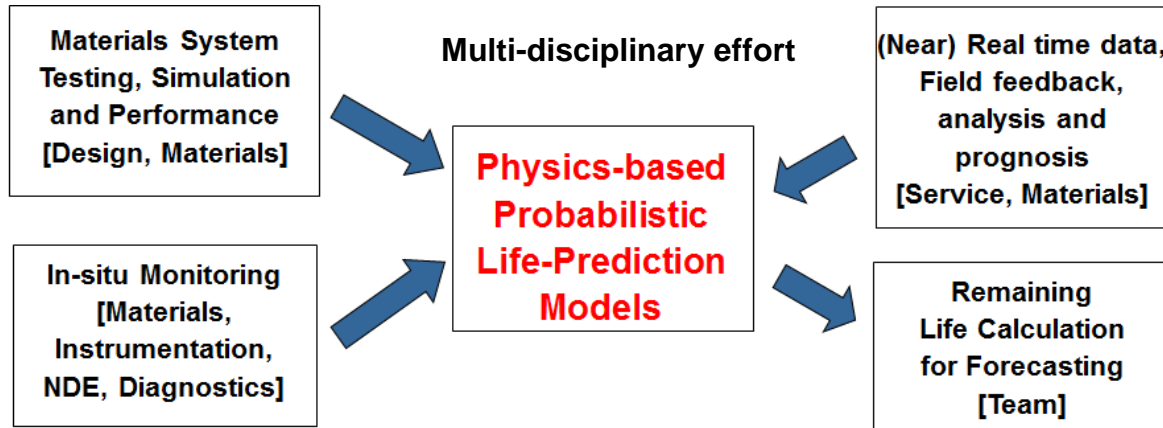 Materials System
Testing, Simulation
and Performance
[Design, Materials]
Multi-disciplinary effort
(Near) Real time data,
Field feedback,
analysis and
prognosis
[Service, Materials]
Physics-based
Probabilistic
Life-Prediction
Models
In-situ Monitoring
[Materials,
Instrumentation,
NDE, Diagnostics]
Remaining
Life Calculation
for Forecasting
[Team]